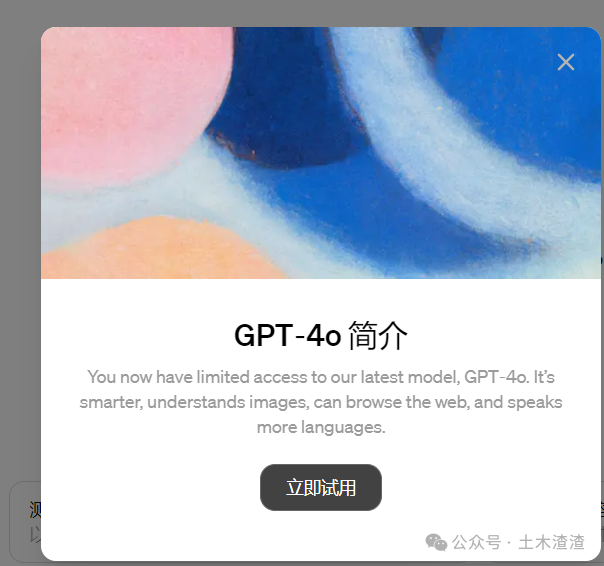 GPT-4o 简介
You now have limited access to our latest model, GPT-4o. It's
smarter, understands images, can browse the web, and speaks
more languages.
立即试用
测
以
公众号 · 土木渣渣